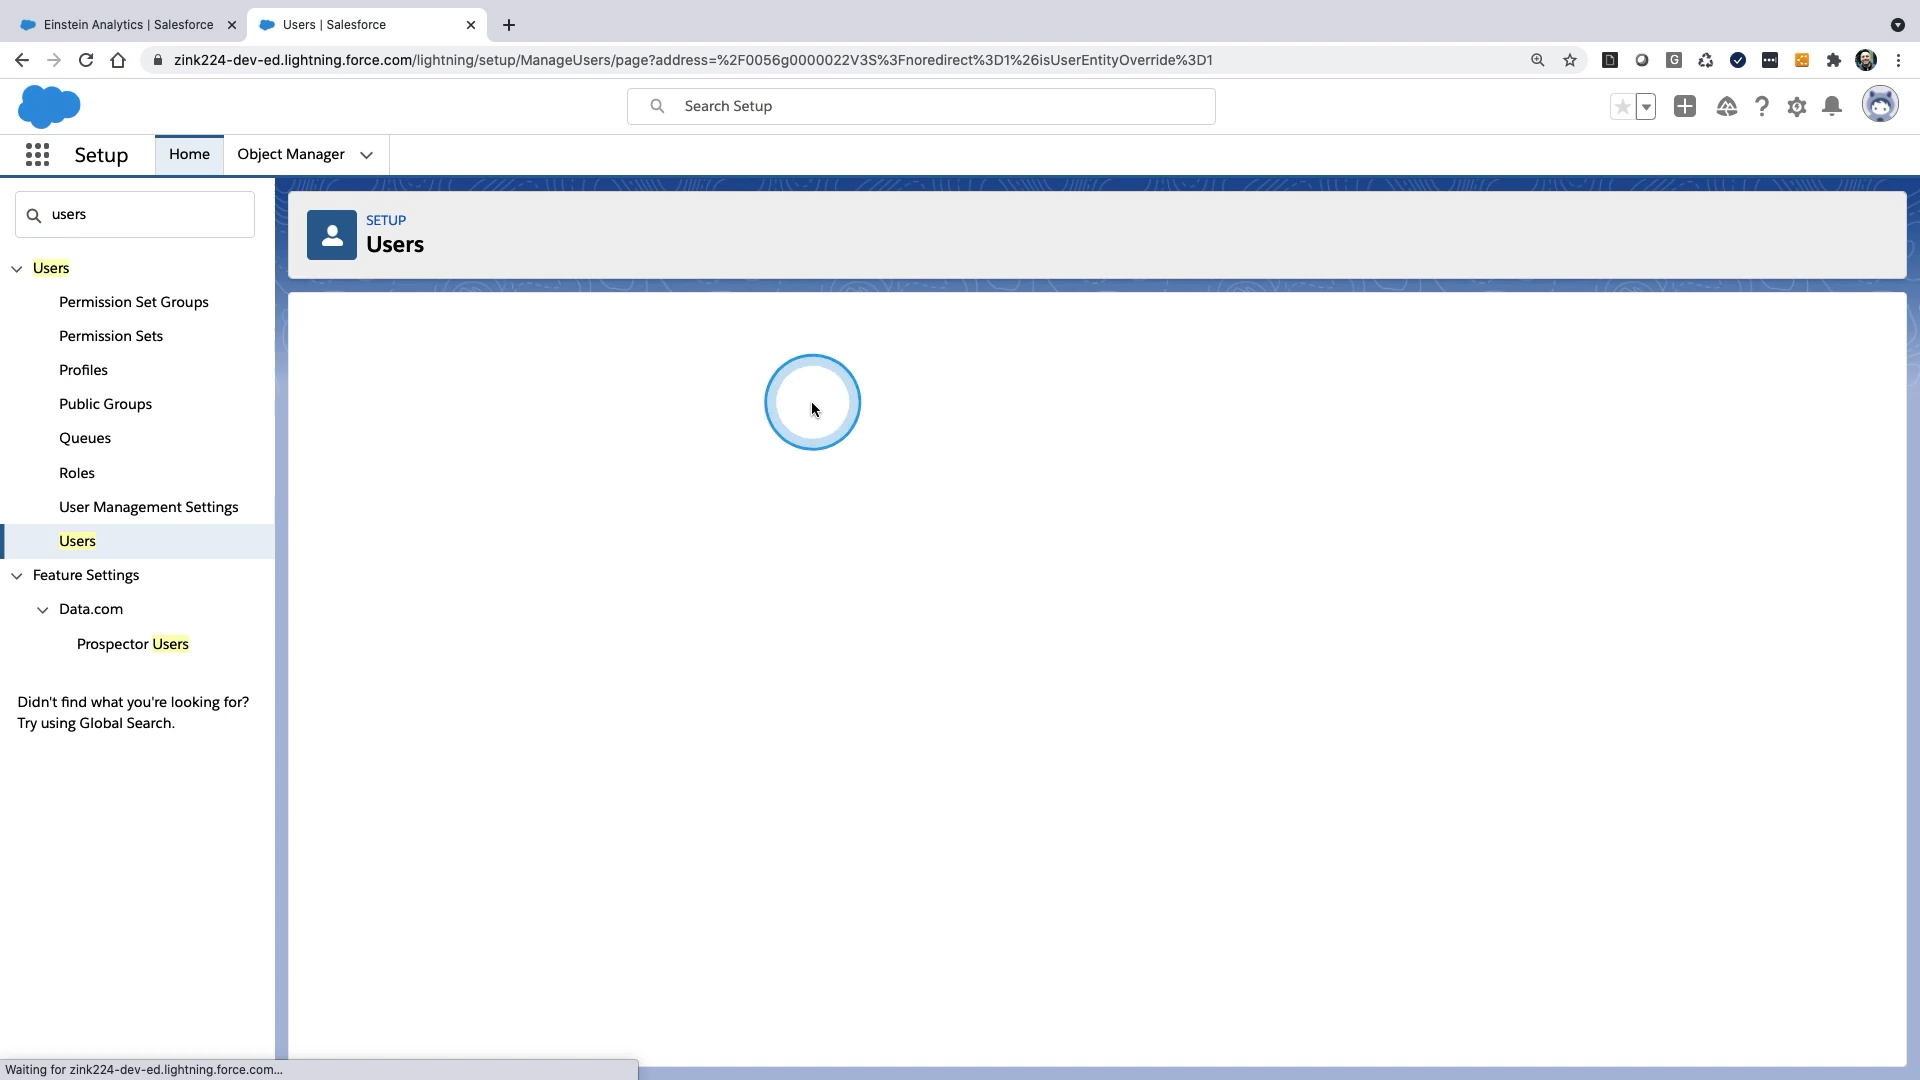 Einstein Analytics | Salesforce
Users | Salesforce
zink224-dev-ed.lightning.force.com/lightning/setup/ManageUsers/page?address=%2F0056g0000022V3S%3Fnoredirect%3D1%26isUserEntityOverride%3D1
G
Search Setup
Setup
Home
Object Manager
users
SETUP
Users
Users
Permission Set Groups
Permission Sets
Profiles
Public Groups
Queues
Roles
User Management Settings
Users
Feature Settings
Data.com
Prospector Users
Didn't find what you're looking for?
Try using Global Search.
Waiting for zink224-dev-ed.lightning.force.com...